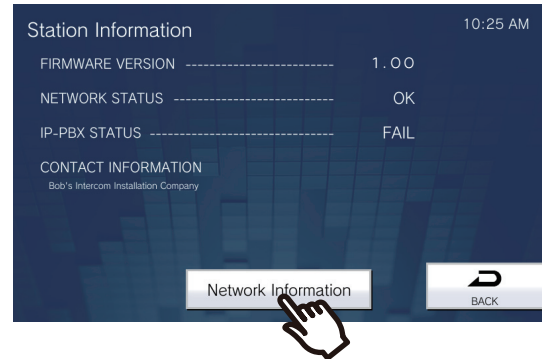 Station Information
10:25 AM
FIRMWARE VERSION ----------------------- 1.00
NETWORK STATUS ------------------------- OK
IP-PBX STATUS ----------------------------- FAIL
CONTACT INFORMATION
Bob's Intercom Installation Company
Network Information
BACK